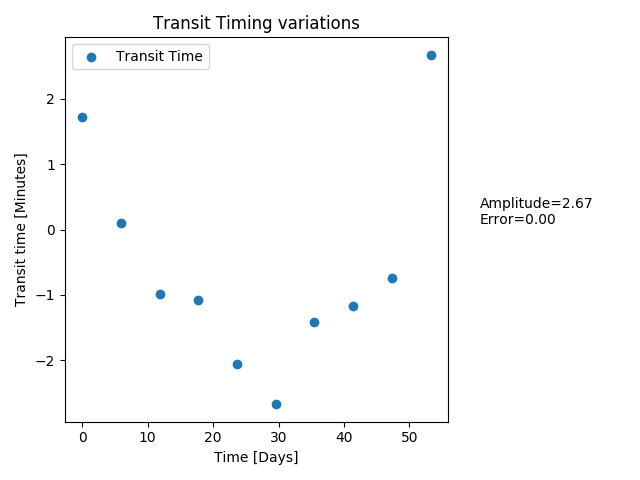 Transit Timing variations
Transit Time
Transit time [Minutes]
2
1
0
−1
−2
0 10 20 30 40 50
Time [Days]
Amplitude=2.67
Error=0.00